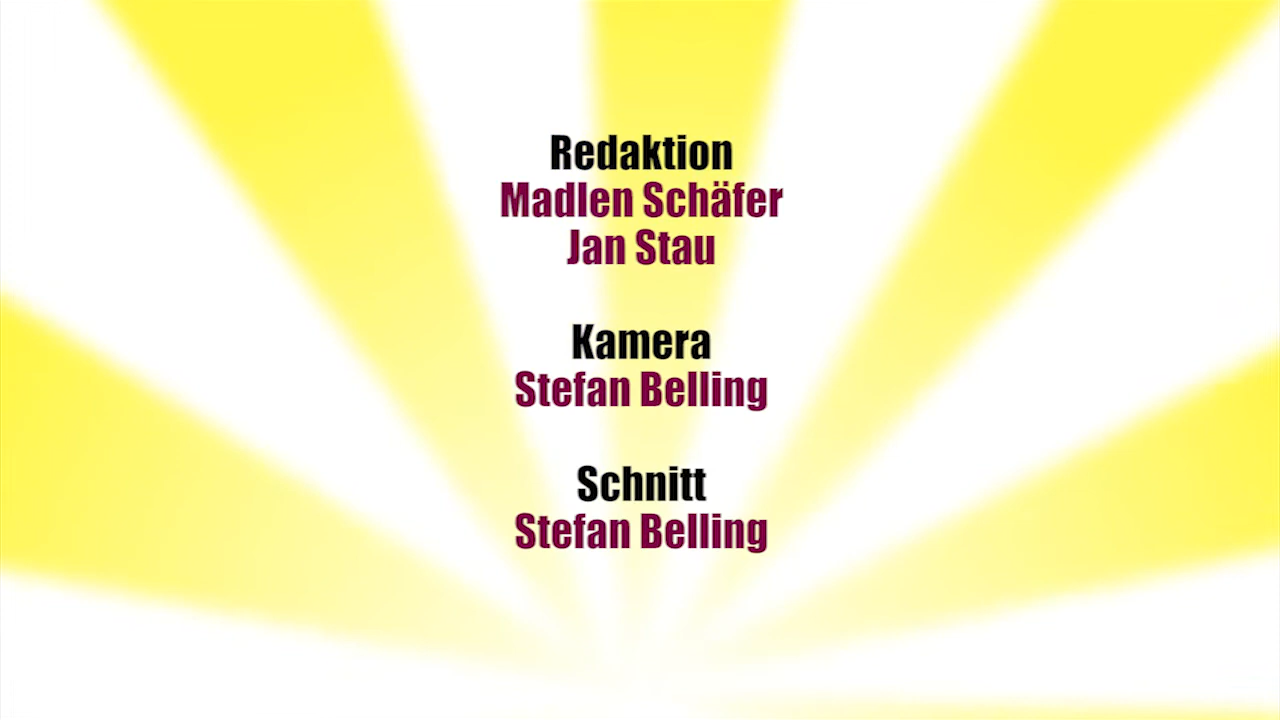 Redaktion
Madlen Schäfer
Jan Stau
Kamera
Stefan Belling
Schnitt
Stefan Belling